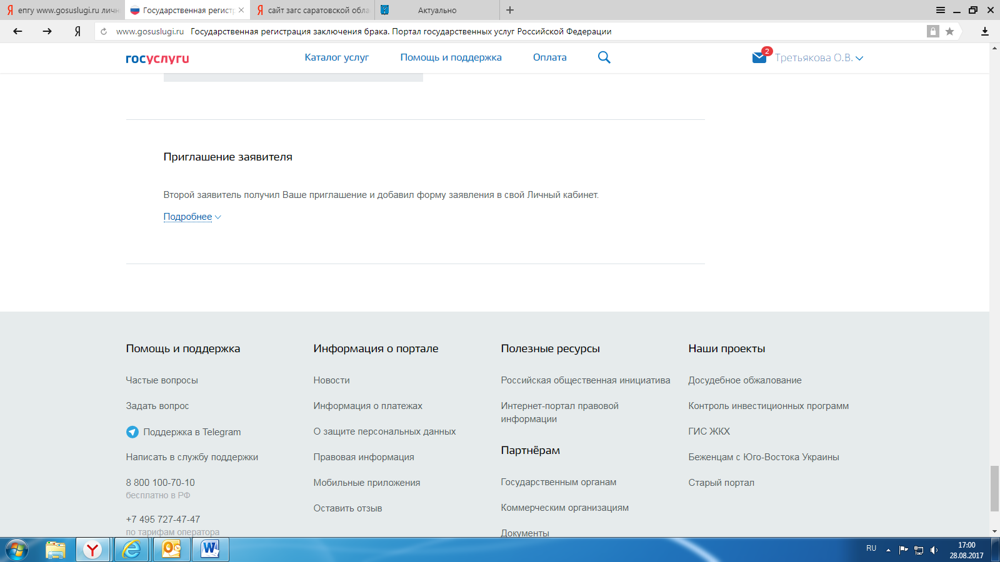 епгу www.gosuslugi.ru личн
Государственная регистр
сайт загс саратовской обла
Актуально
www.gosuslugi.ru Государственная регистрация заключения брака. Портал государственных услуг Российской Федерации
госуслуги
Каталог услуг
Помощь и поддержка
Оплата
2
Третьякова О.В.
Приглашение заявителя
Второй заявитель получил Ваше приглашение и добавил форму заявления в свой Личный кабинет.
Подробнее
Помощь и поддержка
Частые вопросы
Задать вопрос
Поддержка в Telegram
Написать в службу поддержки
8 800 100-70-10
бесплатно в РФ
+7 495 727-47-47
по тарифам оператора
Информация о портале
Новости
Информация о платежах
О защите персональных данных
Правовая информация
Мобильные приложения
Оставить отзыв
Полезные ресурсы
Российская общественная инициатива
Интернет-портал правовой
информации
Партнёрам
Государственным органам
Коммерческим организациям
Документы
Наши проекты
Досудебное обжалование
Контроль инвестиционных программ
ГИС ЖКХ
Беженцам с Юго-Востока Украины
Старый портал
RU
17:00
28.08.2017